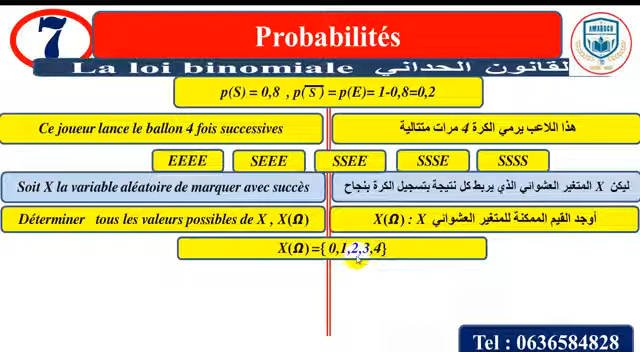 7
Probabilités
AMAROCH
La loi binomiale لقانون الحداني
p(S) = 0,8 , p(S̅) = p(E)= 1-0,8=0,2
Ce joueur lance le ballon 4 fois successives
هذا اللاعب يرمي الكرة 4 مرات متتالية
EEEE SEEE SSEE SSSE SSSS
Soit X la variable aléatoire de marquer avec succès
ليكن X المتغير العشوائي الذي يربط كل نتيجة بتسجيل الكرة بنجاح
Déterminer tous les valeurs possibles de X , X(Ω)
أوجد القيم الممكنة للمتغير العشوائي X : X(Ω)
X(Ω)={ 0,1,2,3,4}
Tel : 0636584828